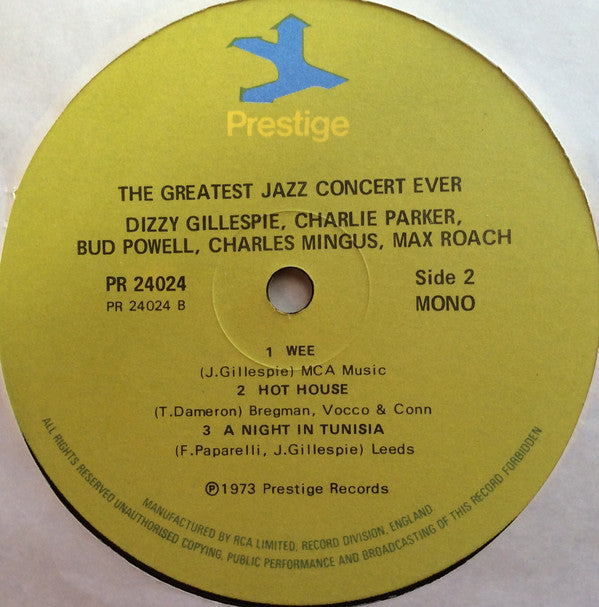 Prestige
THE GREATEST JAZZ CONCERT EVER
DIZZY GILLESPIE, CHARLIE PARKER,
BUD POWELL, CHARLES MINGUS, MAX ROACH
PR 24024
PR 24024 B
Side 2
MONO
1 WEE
(J.Gillespie) MCA Music
2 HOT HOUSE
(T.Dameron) Bregman, Vocco & Conn
3 A NIGHT IN TUNISIA
(F.Paparelli, J.Gillespie) Leeds
℗1973 Prestige Records
MANUFACTURED BY RCA LIMITED, RECORD DIVISION, ENGLAND
ALL RIGHTS RESERVED UNAUTHORISED COPYING, PUBLIC PERFORMANCE AND BROADCASTING OF THIS RECORD FORBIDDEN